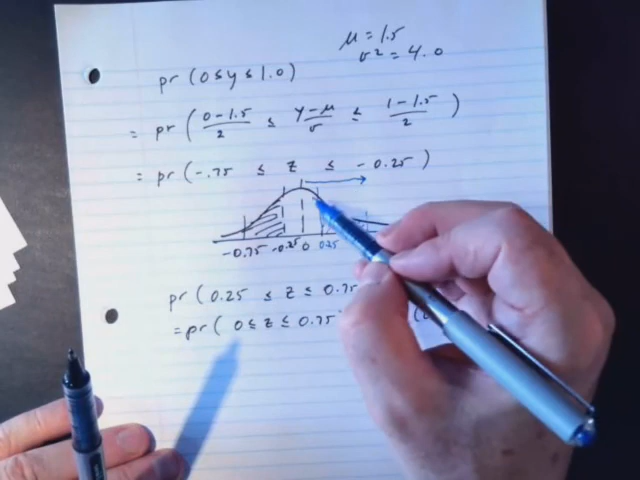 μ = 1.5
σ² = 4.0
pr (0 ≤ y ≤ 1.0)
= pr ( (0-1.5)/2 ≤ (y-μ)/σ ≤ (1-1.5)/2 )
= pr (-.75 ≤ z ≤ -0.25)
-0.75 -0.25 0 0.25
pr (0.25 ≤ z ≤ 0.75
= pr ( 0 ≤ z ≤ 0.75